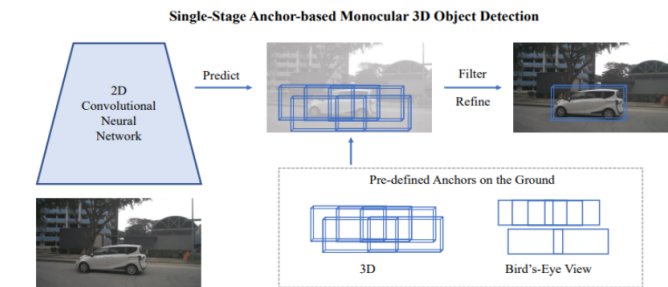 Single-Stage Anchor-based Monocular 3D Object Detection
2D
Convolutional
Neural
Network
Predict
Filter
Refine
Pre-defined Anchors on the Ground
3D
Bird's-Eye View